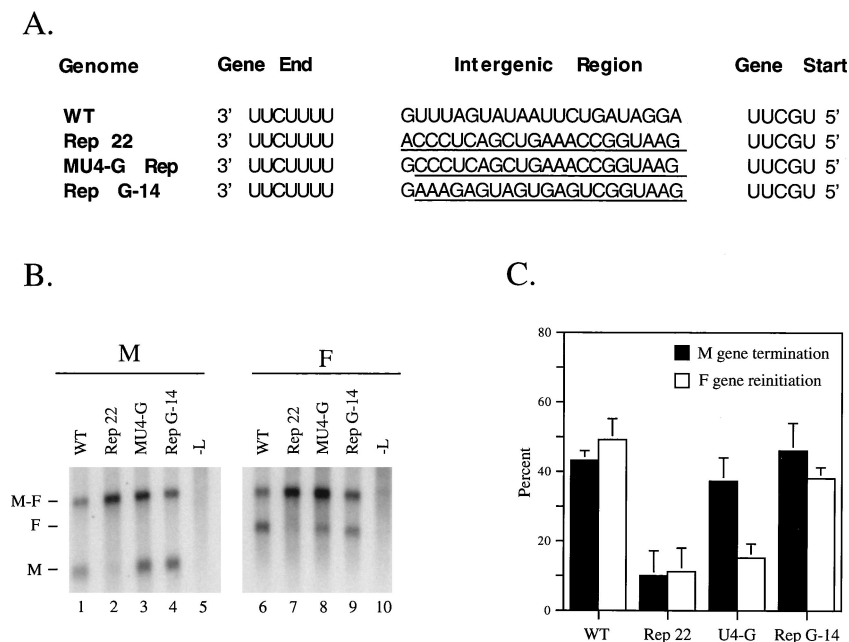 A.
Genome Gene End Intergenic Region Gene Start
WT 3' UUCUUUU GUUUAGUAUAAUUCUGAUAGGA UUCGU 5'
Rep 22 3' UUCUUUU ACCCUCAGCUGAAACCGGUAAG UUCGU 5'
MU4-G Rep 3' UUCUUUU GCCCUCAGCUGAAACCGGUAAG UUCGU 5'
Rep G-14 3' UUCUUUU GAAAGAGUAGUGAGUCGGUAAG UUCGU 5'
B.
M F
WT Rep 22 MU4-G Rep G-14 -L WT Rep 22 MU4-G Rep G-14 -L
M-F
F
M
1 2 3 4 5 6 7 8 9 10
C.
80
60
40
20
0
Percent
M gene termination
F gene reinitiation
WT Rep 22 U4-G Rep G-14